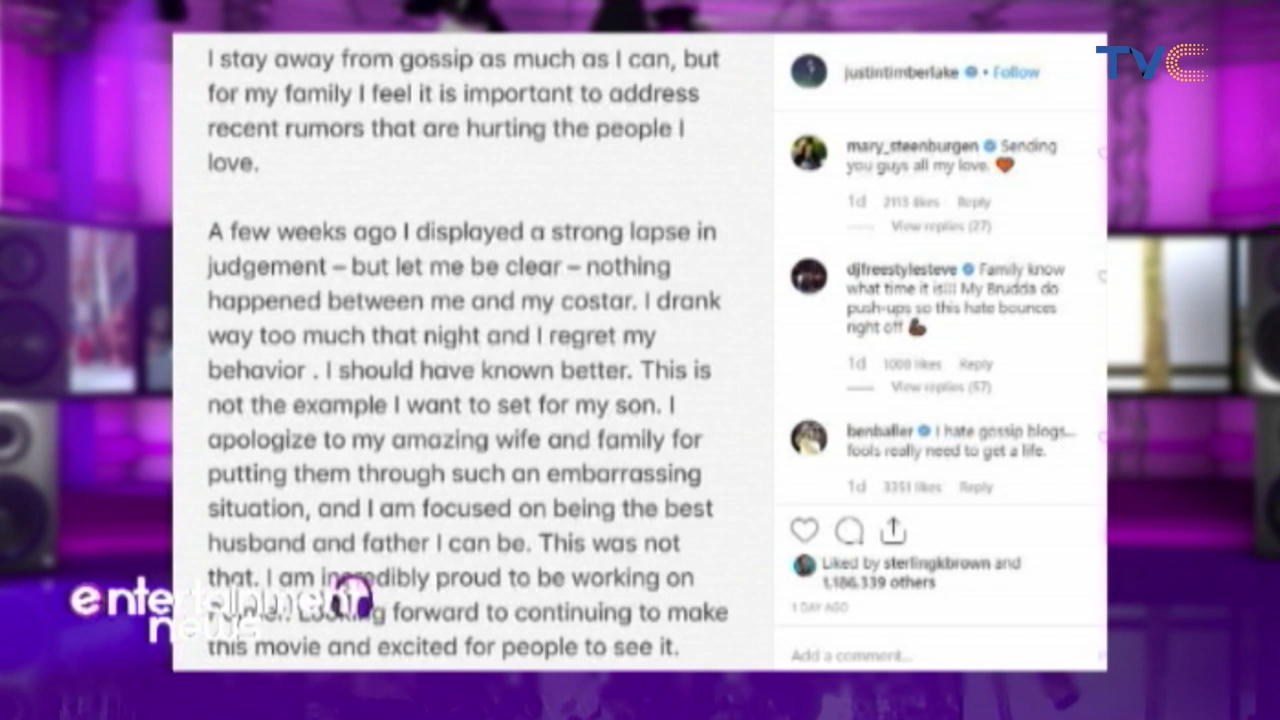 I stay away from gossip as much as I can, but
for my family I feel it is important to address
recent rumors that are hurting the people I
love.
A few weeks ago I displayed a strong lapse in
judgement – but let me be clear – nothing
happened between me and my costar. I drank
way too much that night and I regret my
behavior . I should have known better. This is
not the example I want to set for my son. I
apologize to my amazing wife and family for
putting them through such an embarrassing
situation, and I am focused on being the best
husband and father I can be. This was not
that. I am incredibly proud to be working on
forward to continuing to make
this movie and excited for people to see it.
TVC
justintimberlake • Follow
mary_steenburgen Sending
you guys all my love. ❤️
1d 2113 likes Reply
View replies (27)
djfreestylesteve Family know
what time it is!!! My Brudda do
push-ups so this hate bounces
right off 💪🏿
1d 1008 likes Reply
View replies (57)
benballer I hate gossip blogs...
fools really need to get a life.
1d 3351 likes Reply
Liked by sterlingkbrown and
1,186,339 others
1 DAY AGO
Add a comment...
entertainment
news